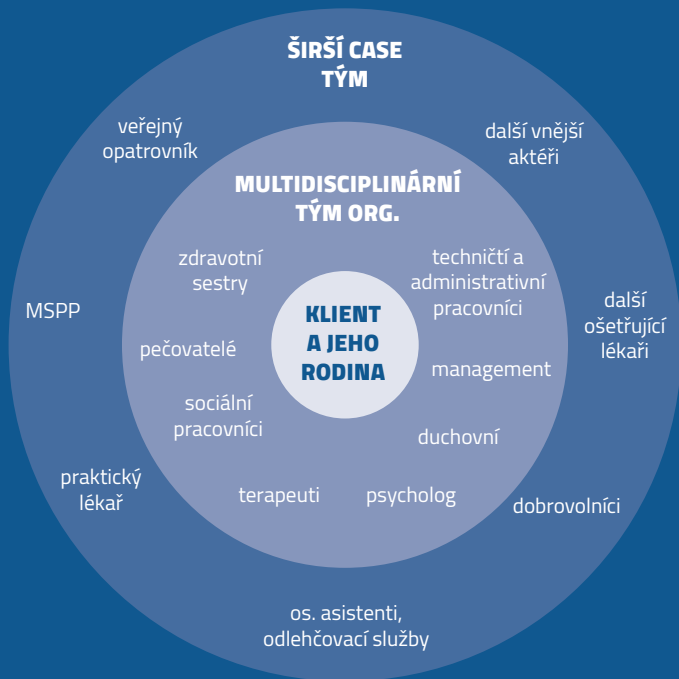 ŠIRŠÍ CASE
TÝM
veřejný
opatrovník
další vnější
aktéři
MULTIDISCIPLINÁRNÍ
TÝM ORG.
zdravotní
sestry
techničtí a
administrativní
pracovníci
MSPP
další
ošetřující
lékaři
KLIENT
A JEHO
RODINA
pečovatelé
management
sociální
pracovníci
duchovní
praktický
lékař
terapeuti
psycholog
dobrovolníci
os. asistenti,
odlehčovací služby